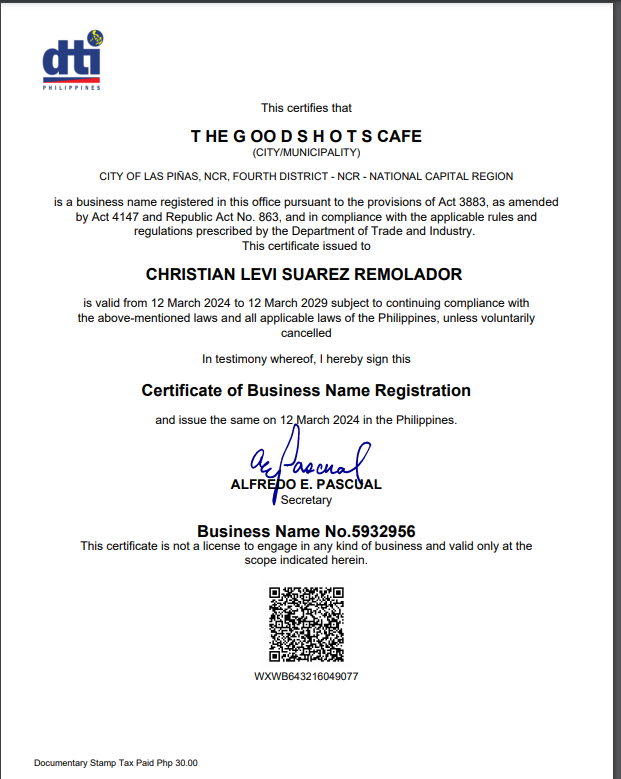 dti
PHILIPPINES
This certifies that
T HE G OO D S H O T S CAFE
(CITY/MUNICIPALITY)
CITY OF LAS PIÑAS, NCR, FOURTH DISTRICT - NCR - NATIONAL CAPITAL REGION
is a business name registered in this office pursuant to the provisions of Act 3883, as amended
by Act 4147 and Republic Act No. 863, and in compliance with the applicable rules and
regulations prescribed by the Department of Trade and Industry.
This certificate issued to
CHRISTIAN LEVI SUAREZ REMOLADOR
is valid from 12 March 2024 to 12 March 2029 subject to continuing compliance with
the above-mentioned laws and all applicable laws of the Philippines, unless voluntarily
cancelled
In testimony whereof, I hereby sign this
Certificate of Business Name Registration
and issue the same on 12 March 2024 in the Philippines.
AEPascual
ALFREDO E. PASCUAL
Secretary
Business Name No.5932956
This certificate is not a license to engage in any kind of business and valid only at the
scope indicated herein.
WXWB643216049077
Documentary Stamp Tax Paid Php 30.00